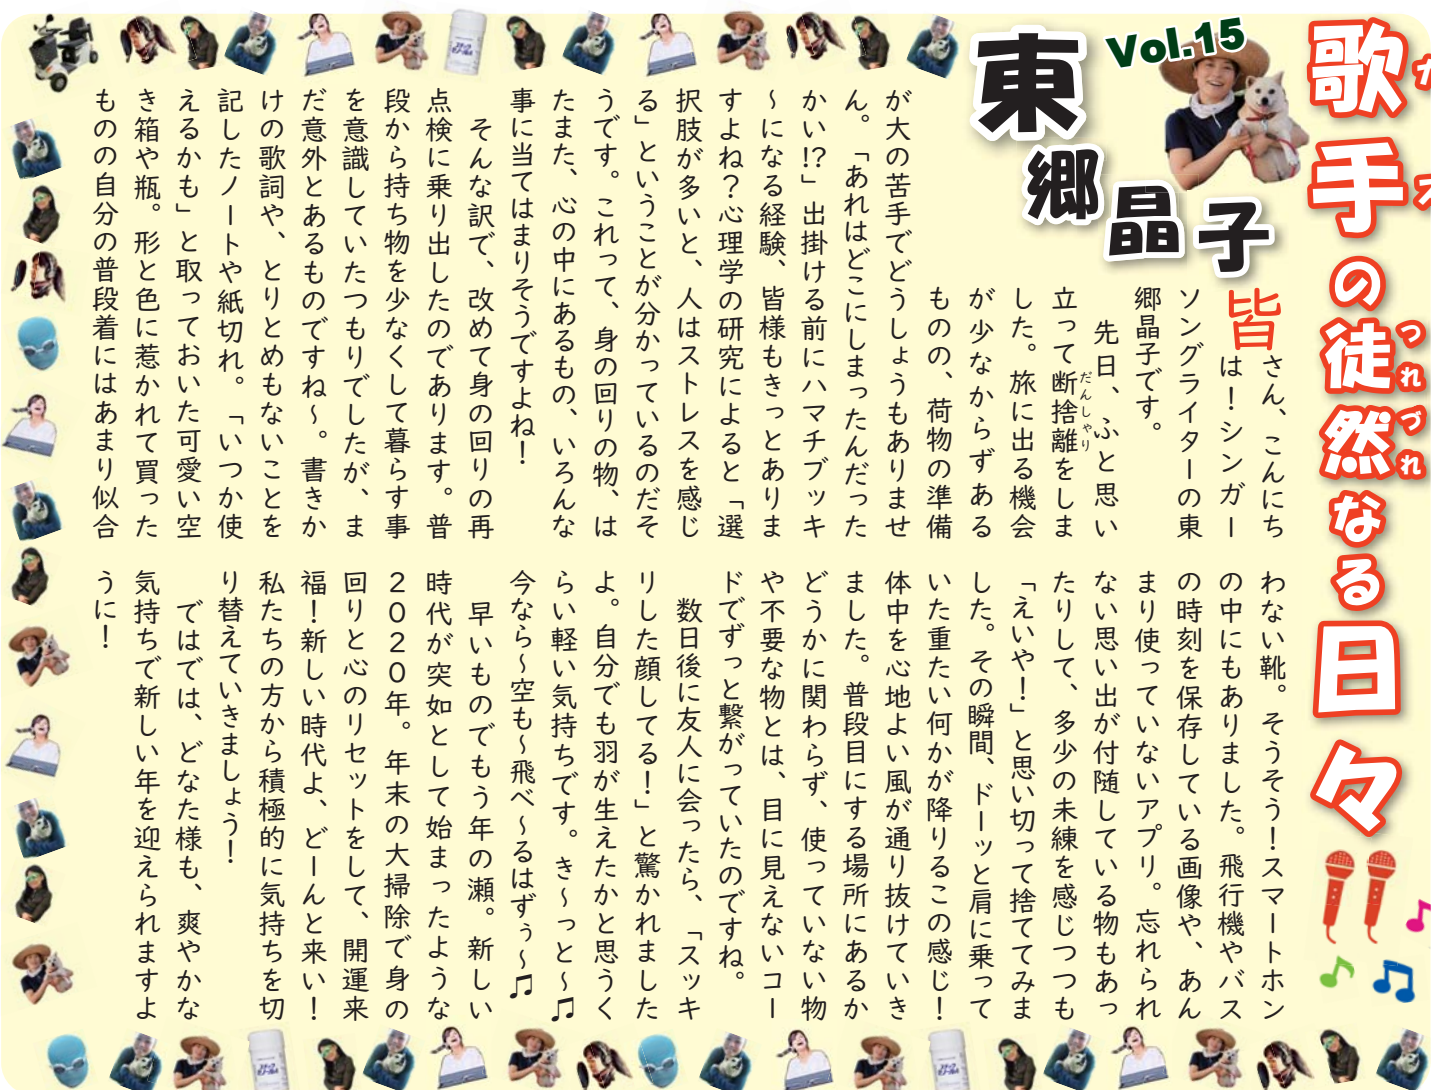 歌手の徒然なる日々
つれづれ
Vol.15
東郷晶子
皆さん、こんにち
は！シンガー
ソングライターの東
郷晶子です。
先日、ふと思い
立って断捨離をしま
だんしゃり
した。旅に出る機会
が少なからずある
ものの、荷物の準備
が大の苦手でどうしょうもありませ
ん。「あれはどこにしまったんだった
かい!?」出掛ける前にハマチブッキ
～になる経験、皆様もきっとありま
すよね？心理学の研究によると「選
択肢が多いと、人はストレスを感じ
る」ということが分かっているのだそ
うです。これって、身の回りの物、は
たまた、心の中にあるもの、いろんな
事に当てはまりそうですよね！
そんな訳で、改めて身の回りの再
点検に乗り出したのであります。普
段から持ち物を少なくして暮らす事
を意識していたつもりでしたが、ま
だ意外とあるものですね～。書きか
けの歌詞や、とりとめもないことを
記したノートや紙切れ。「いつか使
えるかも」と取っておいた可愛い空
き箱や瓶。形と色に惹かれて買った
ものの自分の普段着にはあまり似合
わない靴。そうそう！スマートホン
の中にもありました。飛行機やバス
の時刻を保存している画像や、あん
まり使っていないアプリ。忘れられ
ない思い出が付随している物もあっ
たりして、多少の未練を感じつつも
「えいや！」と思い切って捨ててみま
した。その瞬間、ドーッと肩に乗って
いた重たい何かが降りるこの感じ！
体中を心地よい風が通り抜けていき
ました。普段目にする場所にあるか
どうかに関わらず、使っていない物
や不要な物とは、目に見えないコー
ドでずっと繋がっていたのですね。
数日後に友人に会ったら、「スッキ
リした顔してる！」と驚かれました
よ。自分でも羽が生えたかと思うく
らい軽い気持ちです。き～っと～♫
今なら～空も～飛べ～るはずぅ～♫
早いものでもう年の瀬。新しい
時代が突如として始まったような
2020年。年末の大掃除で身の
回りと心のリセットをして、開運来
福！新しい時代よ、どーんと来い！
私たちの方から積極的に気持ちを切
り替えていきましょう！
ではでは、どなた様も、爽やかな
気持ちで新しい年を迎えられますよ
うに！